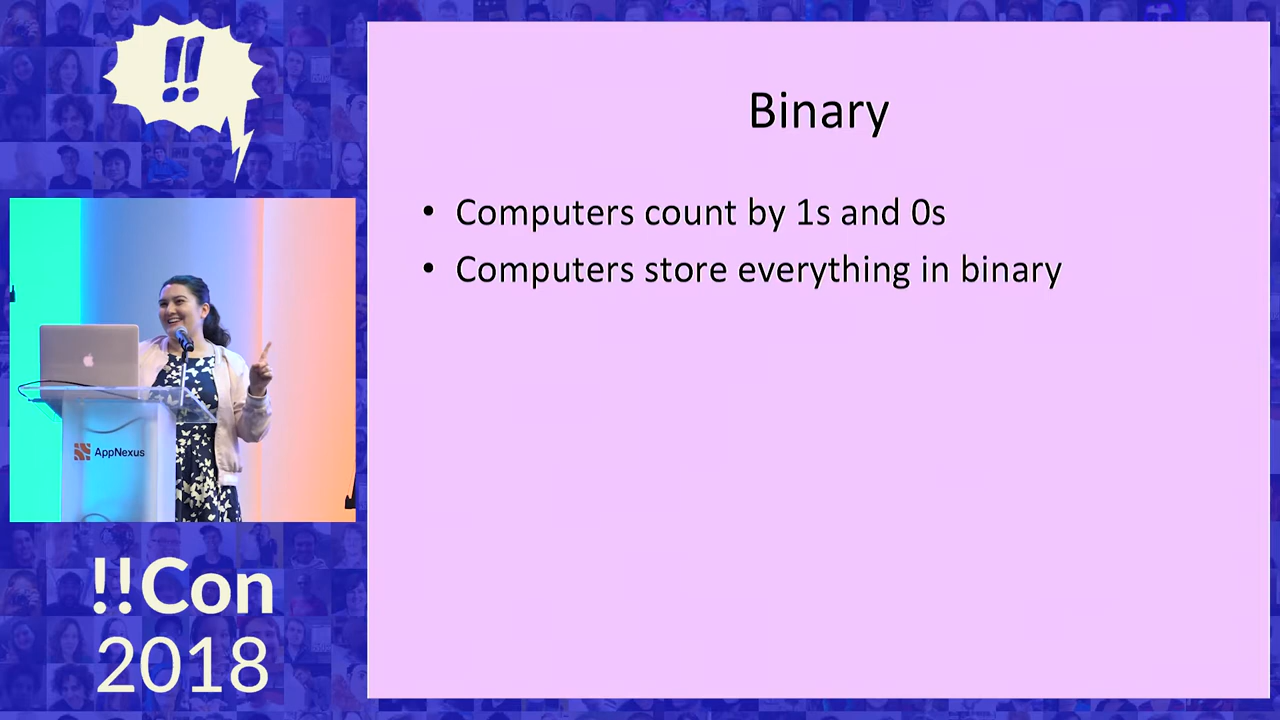 !!
Binary
• Computers count by 1s and 0s
• Computers store everything in binary
AppNexus
!!Con
2018